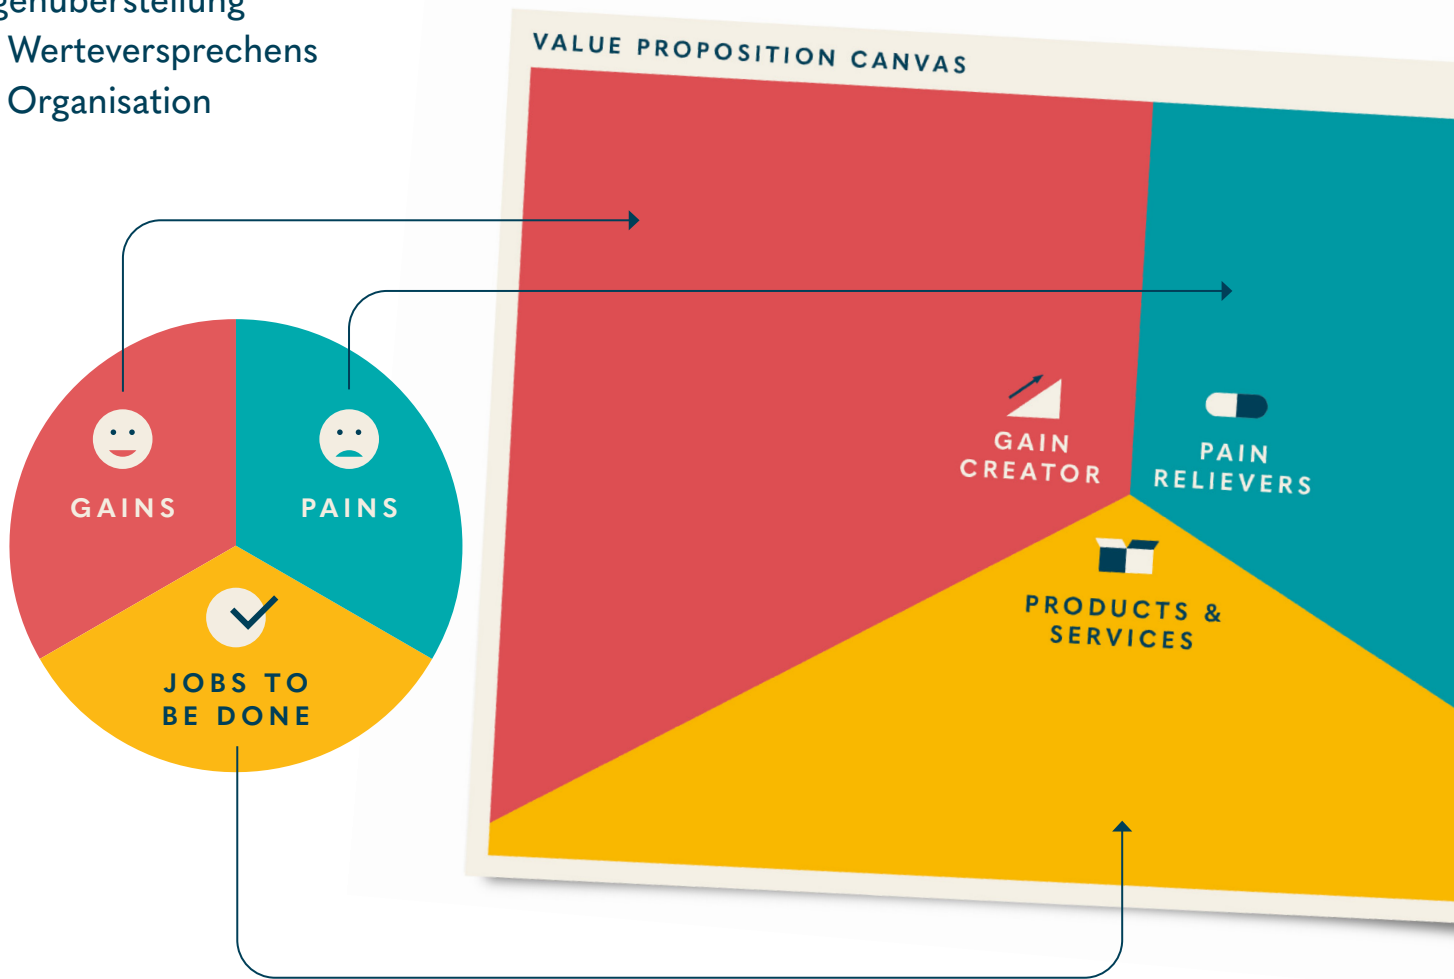 Werteversprechens
Organisation
VALUE PROPOSITION CANVAS
GAINS
PAINS
JOBS TO
BE DONE
GAIN
CREATOR
PAIN
RELIEVERS
PRODUCTS &
SERVICES